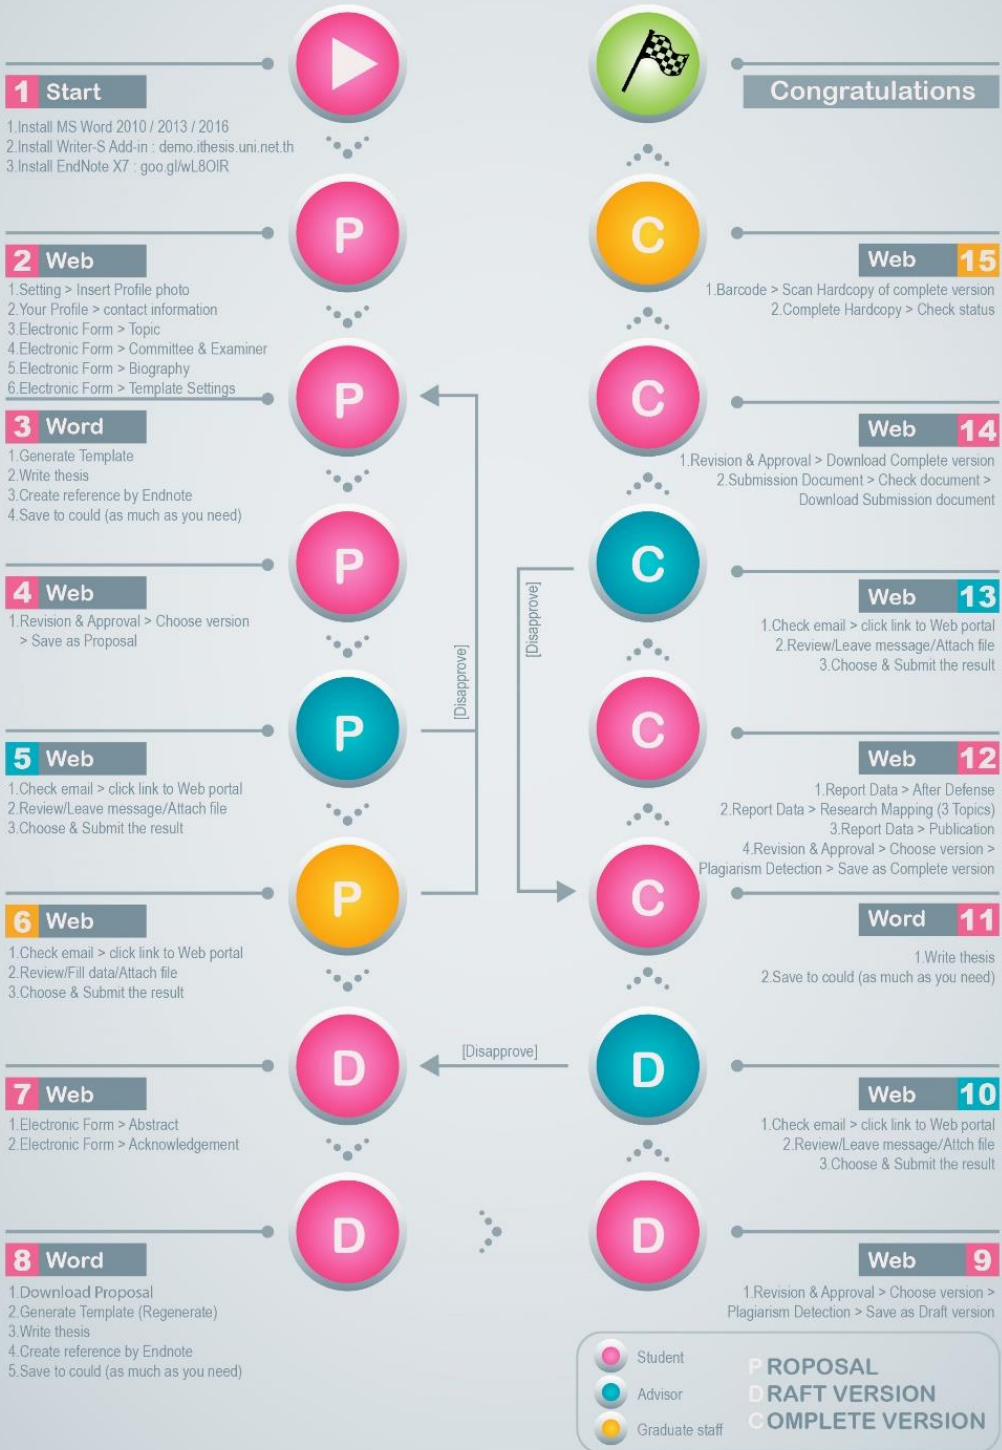 1 Start
1.Install MS Word 2010 / 2013 / 2016
2.Install Writer-S Add-in : demo.ithesis.uni.net.th
3.Install EndNote X7 : goo.gl/wL8OIR
P
2 Web
1.Setting > Insert Profile photo
2.Your Profile > contact information
3.Electronic Form > Topic
4.Electronic Form > Committee & Examiner
5.Electronic Form > Biography
6.Electronic Form > Template Settings
P
3 Word
1.Generate Template
2.Write thesis
3.Create reference by Endnote
4.Save to could (as much as you need)
P
4 Web
1.Revision & Approval > Choose version
> Save as Proposal
[Disapprove]
P
5 Web
1.Check email > click link to Web portal
2.Review/Leave message/Attach file
3.Choose & Submit the result
P
6 Web
1.Check email > click link to Web portal
2.Review/Fill data/Attach file
3.Choose & Submit the result
D
7 Web
1.Electronic Form > Abstract
2.Electronic Form > Acknowledgement
D
8 Word
1.Download Proposal
2.Generate Template (Regenerate)
3.Write thesis
4.Create reference by Endnote
5.Save to could (as much as you need)
Congratulations
C
Web 15
1.Barcode > Scan Hardcopy of complete version
2.Complete Hardcopy > Check status
C
Web 14
1.Revision & Approval > Download Complete version
2.Submission Document > Check document >
Download Submission document
C
[Disapprove]
Web 13
1.Check email > click link to Web portal
2.Review/Leave message/Attach file
3.Choose & Submit the result
C
Web 12
1.Report Data > After Defense
2.Report Data > Research Mapping (3 Topics)
3.Report Data > Publication
4.Revision & Approval > Choose version >
Plagiarism Detection > Save as Complete version
C
Word 11
1.Write thesis
2.Save to could (as much as you need)
[Disapprove]
D
Web 10
1.Check email > click link to Web portal
2.Review/Leave message/Attch file
3.Choose & Submit the result
D
Web 9
1.Revision & Approval > Choose version >
Plagiarism Detection > Save as Draft version
Student
Advisor
Graduate staff
PROPOSAL
DRAFT VERSION
COMPLETE VERSION